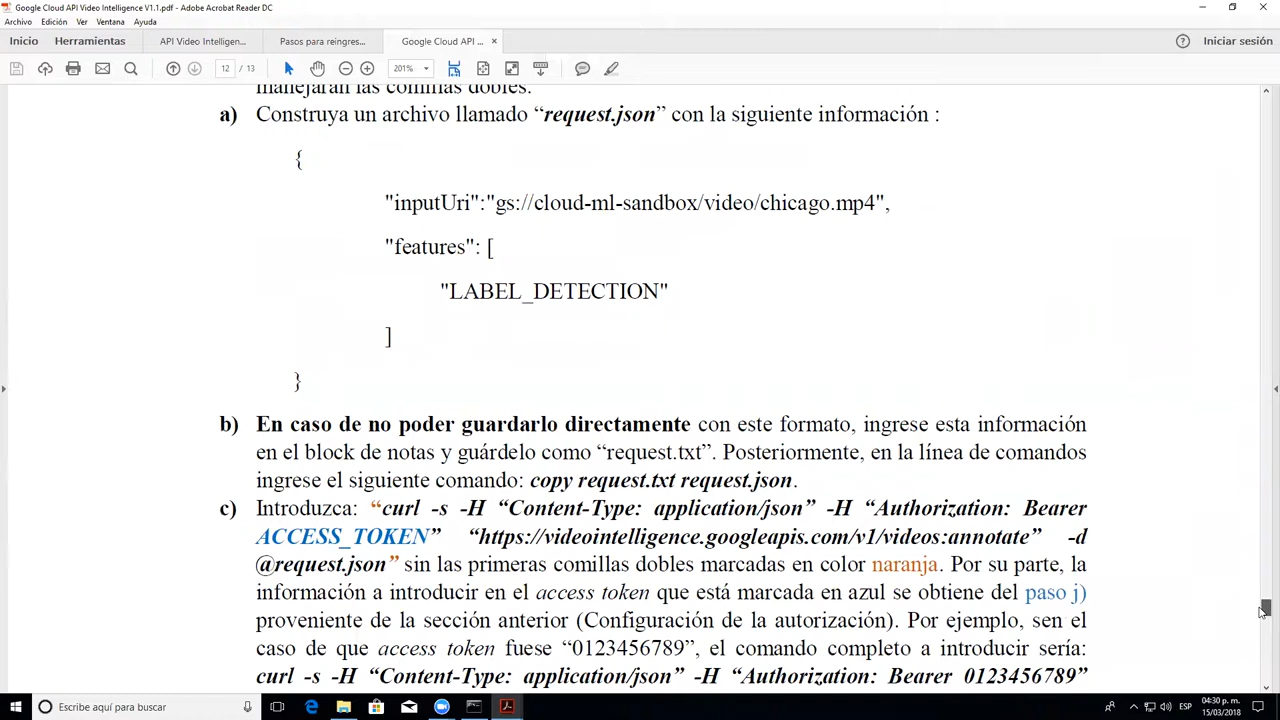 Google Cloud API Video Intelligence V1.1.pdf - Adobe Acrobat Reader DC
Archivo Edición Ver Ventana Ayuda
Inicio Herramientas API Video Intelligen... Pasos para reingres... Google Cloud API ... × ? Iniciar sesión
12 / 13 201%
manejarán las comillas dobles.
a) Construya un archivo llamado “request.json” con la siguiente información :
{
"inputUri":"gs://cloud-ml-sandbox/video/chicago.mp4",
"features": [
"LABEL_DETECTION"
]
}
b) En caso de no poder guardarlo directamente con este formato, ingrese esta información
en el block de notas y guárdelo como “request.txt”. Posteriormente, en la línea de comandos
ingrese el siguiente comando: copy request.txt request.json.
c) Introduzca: “curl -s -H “Content-Type: application/json” -H “Authorization: Bearer
ACCESS_TOKEN” “https://videointelligence.googleapis.com/v1/videos:annotate” -d
@request.json” sin las primeras comillas dobles marcadas en color naranja. Por su parte, la
información a introducir en el access token que está marcada en azul se obtiene del paso j)
proveniente de la sección anterior (Configuración de la autorización). Por ejemplo, sen el
caso de que access token fuese “0123456789”, el comando completo a introducir sería:
curl -s -H “Content-Type: application/json” -H “Authorization: Bearer 0123456789”
Escribe aquí para buscar
ESP
04:30 p. m.
15/03/2018